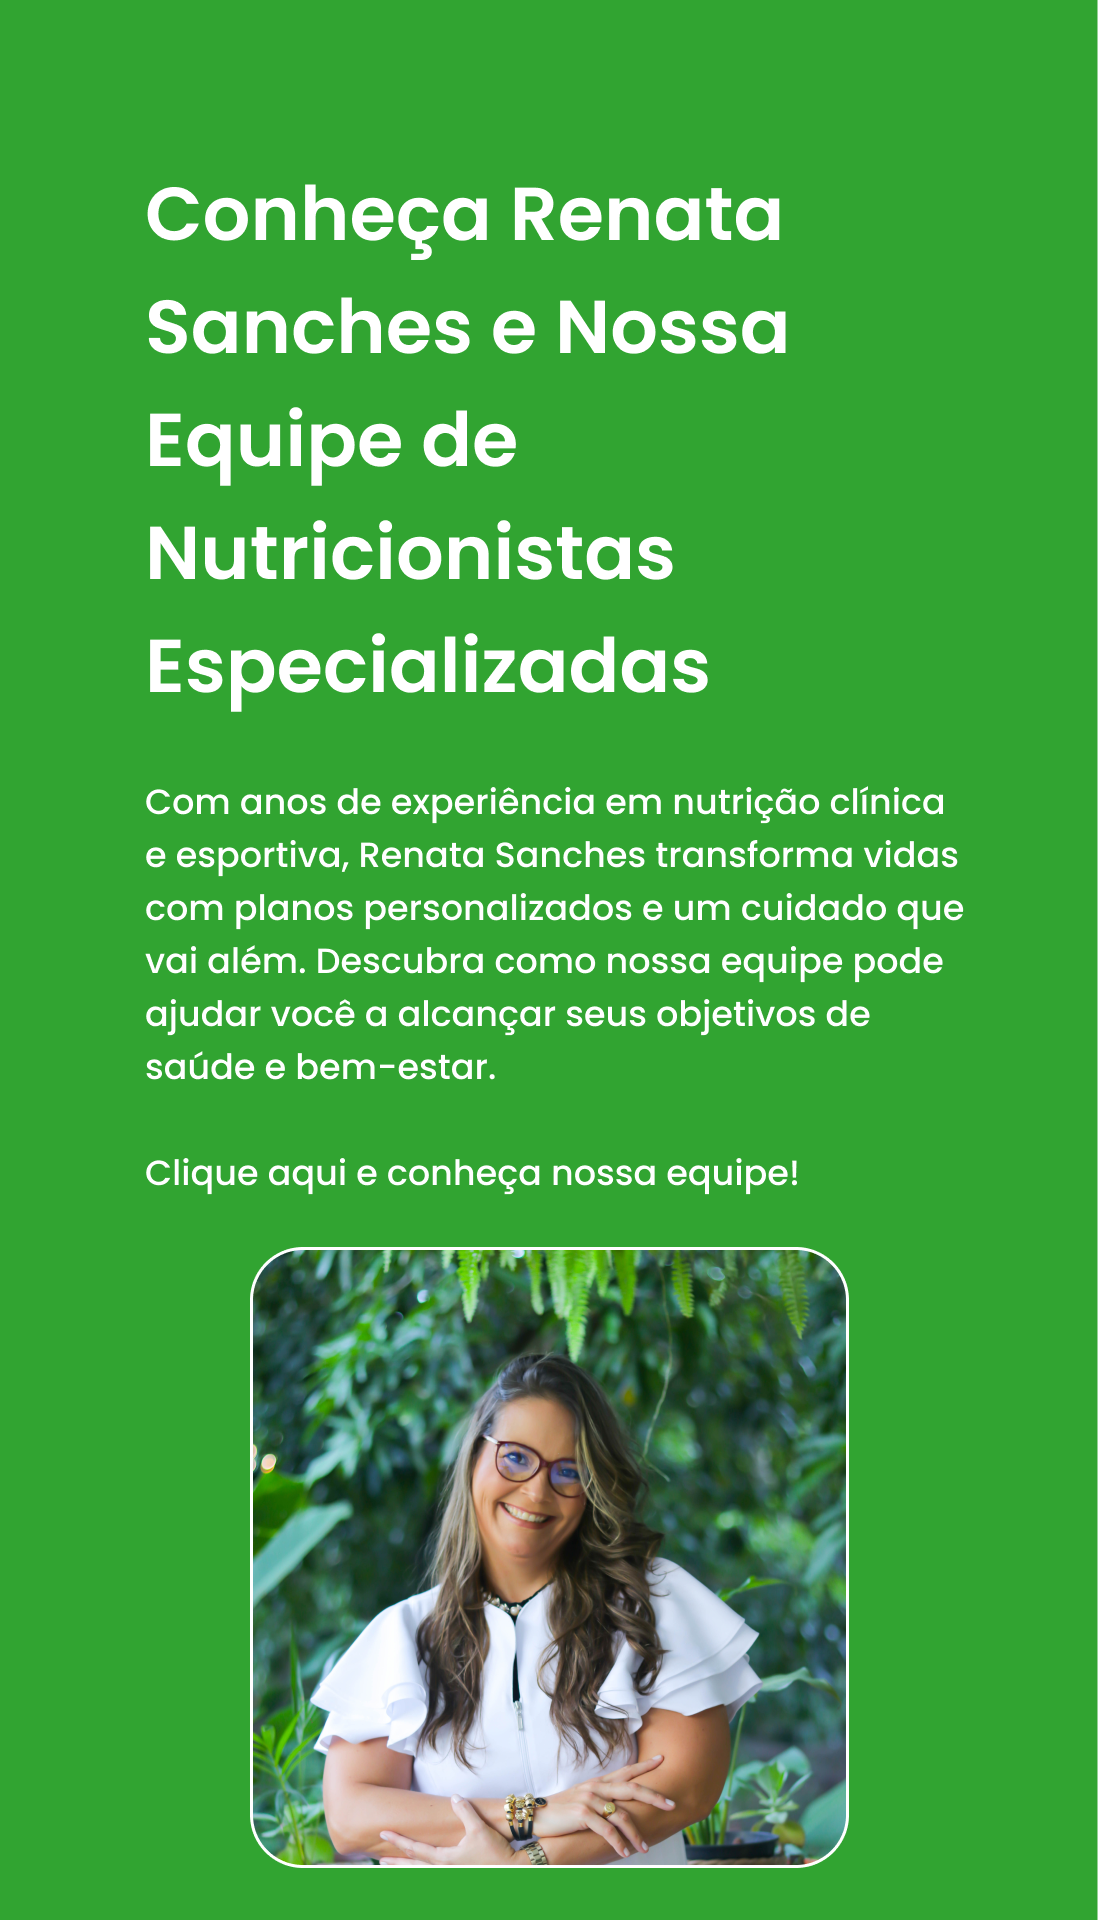 Conheça Renata
Sanches e Nossa
Equipe de
Nutricionistas
Especializadas
Com anos de experiência em nutrição clínica
e esportiva, Renata Sanches transforma vidas
com planos personalizados e um cuidado que
vai além. Descubra como nossa equipe pode
ajudar você a alcançar seus objetivos de
saúde e bem-estar.
Clique aqui e conheça nossa equipe!